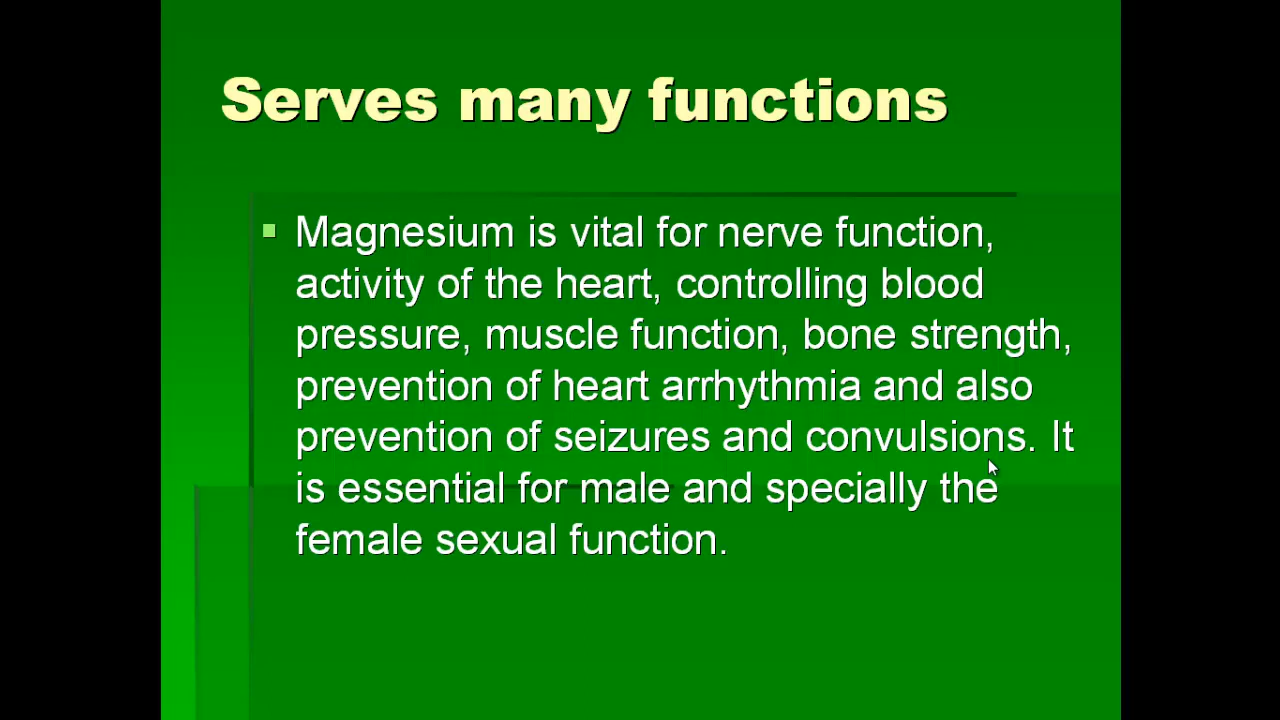 Serves many functions
Magnesium is vital for nerve function,
activity of the heart, controlling blood
pressure, muscle function, bone strength,
prevention of heart arrhythmia and also
prevention of seizures and convulsions. It
is essential for male and specially the
female sexual function.